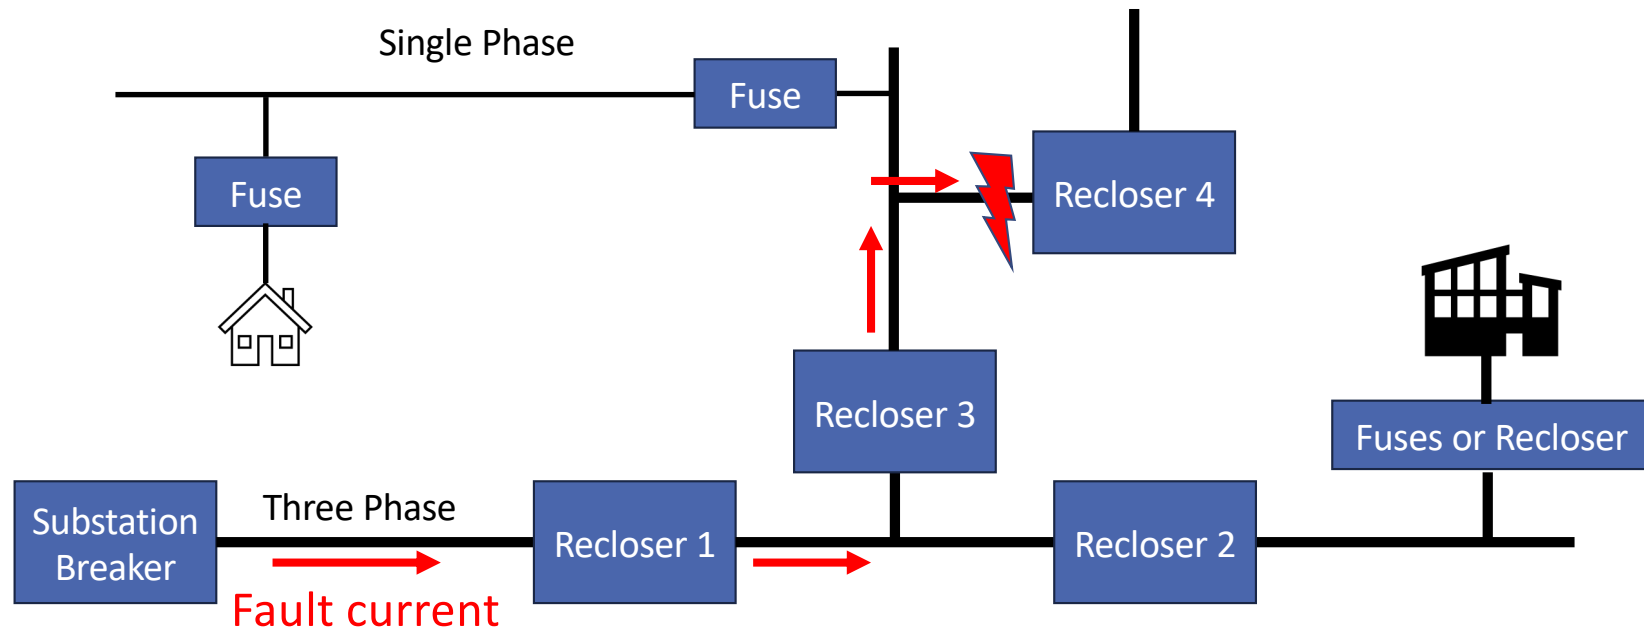 Single Phase
Fuse
Fuse
Recloser 4
Recloser 3
Fuses or Recloser
Substation
Breaker
Three Phase
Recloser 1
Recloser 2
Fault current